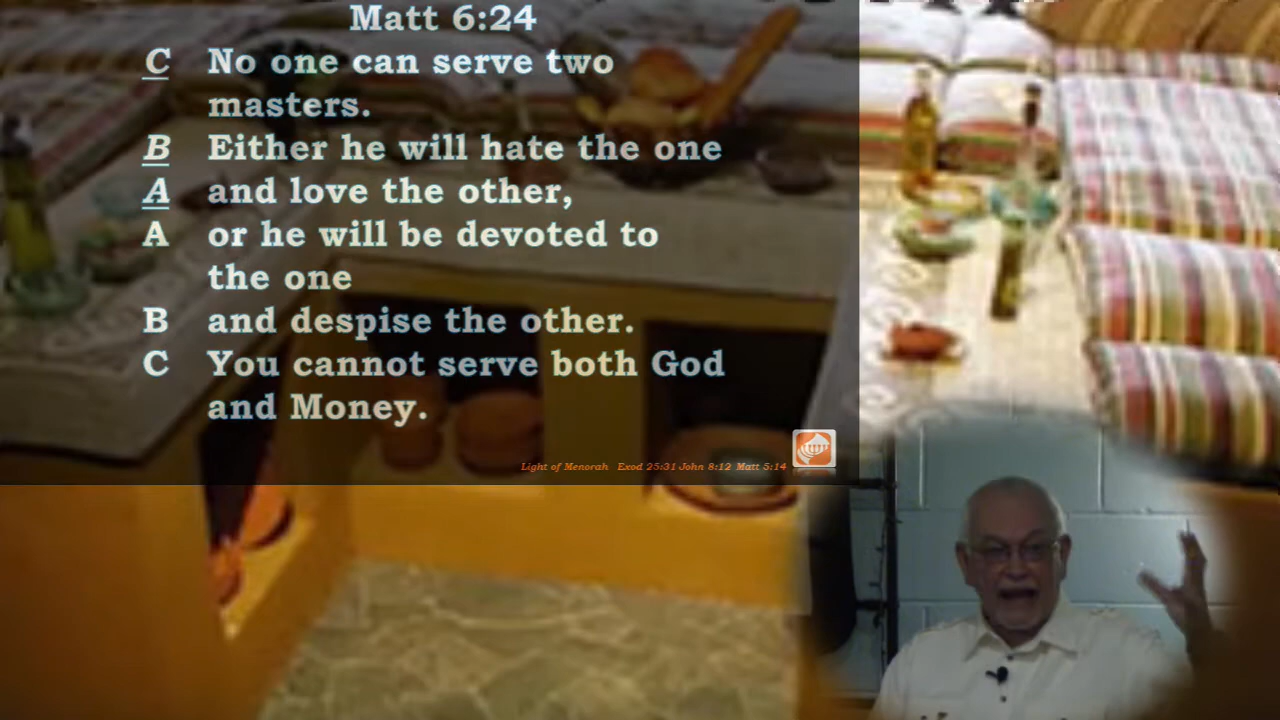 Matt 6:24
C No one can serve two
masters.
B Either he will hate the one
A and love the other,
A or he will be devoted to
the one
B and despise the other.
C You cannot serve both God
and Money.
Light of Menorah Exod 25:31 John 8:12 Matt 5:14